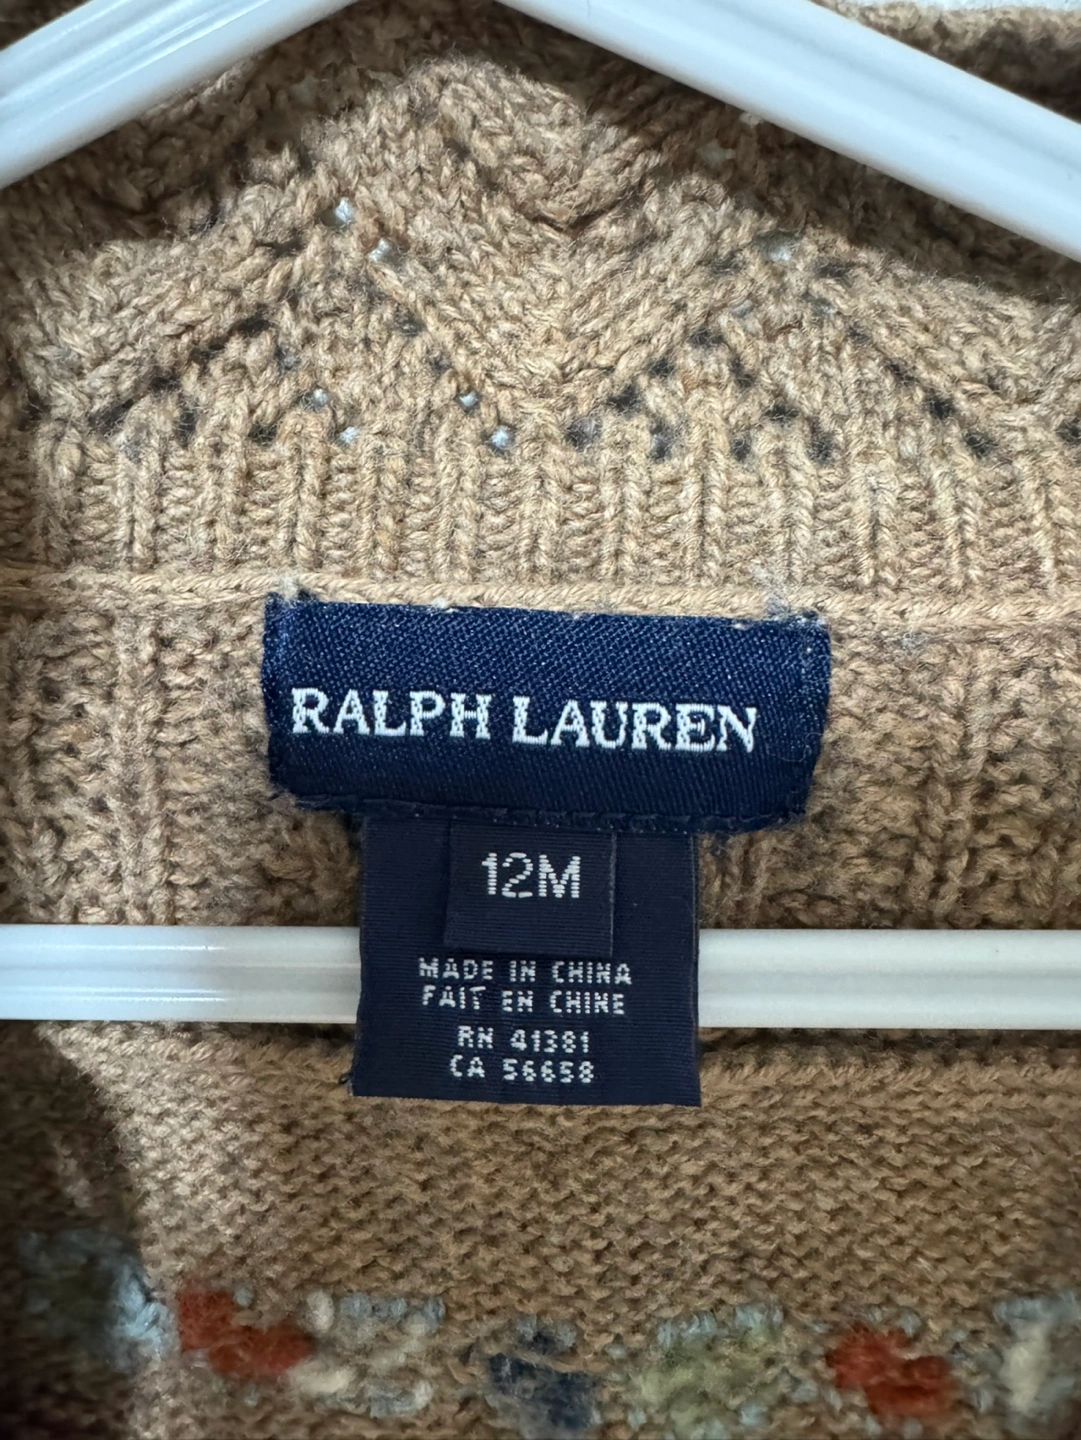 RALPH LAUREN
12M
MADE IN CHINA
FAIT EN CHINE
RN 41381
CA 56658